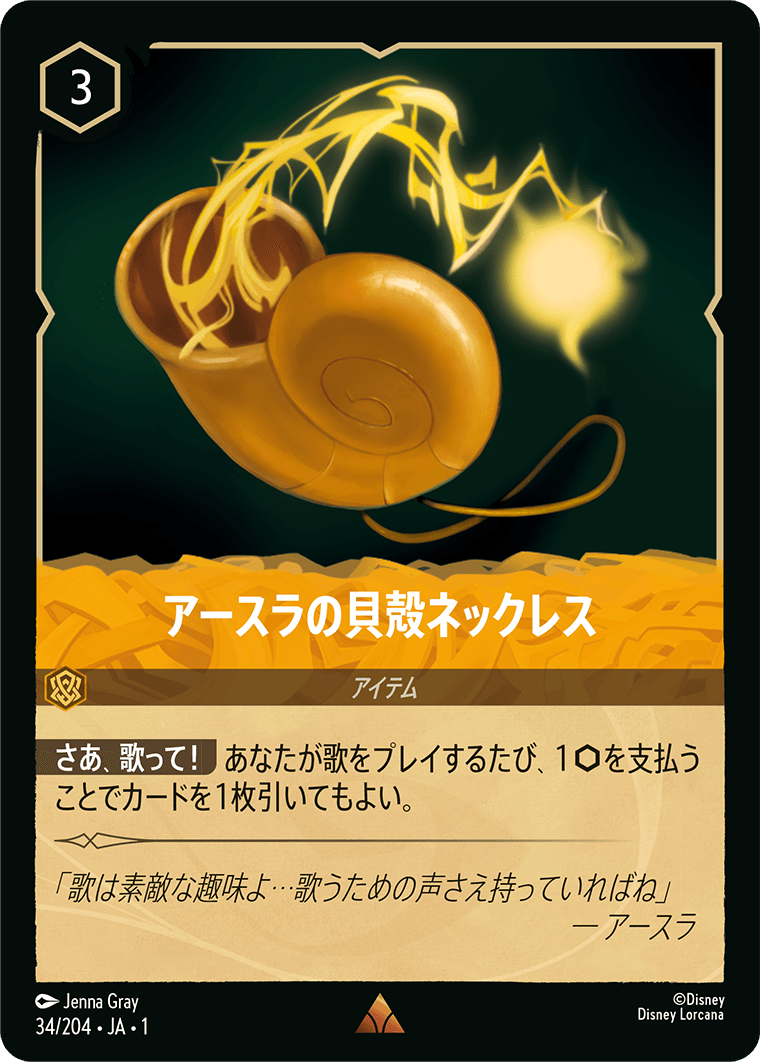 3
アースラの貝殻ネックレス
アイテム
さあ、歌って！ あなたが歌をプレイするたび、1⬡を支払う
ことでカードを1枚引いてもよい。
「歌は素敵な趣味よ…歌うための声さえ持っていればね」
— アースラ
Jenna Gray
©Disney
34/204 • JA • 1
Disney Lorcana